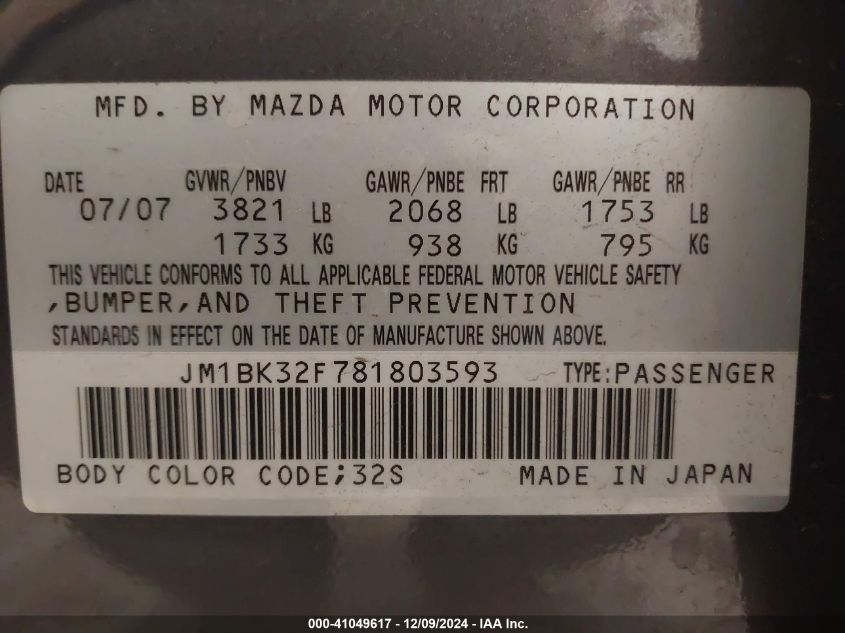 MFD. BY MAZDA MOTOR CORPORATION
DATE GVWR/PNBV GAWR/PNBE FRT GAWR/PNBE RR
07/07 3821 LB 2068 LB 1753 LB
1733 KG 938 KG 795 KG
THIS VEHICLE CONFORMS TO ALL APPLICABLE FEDERAL MOTOR VEHICLE SAFETY
,BUMPER,AND THEFT PREVENTION
STANDARDS IN EFFECT ON THE DATE OF MANUFACTURE SHOWN ABOVE.
JM1BK32F781803593 TYPE:PASSENGER
BODY COLOR CODE;32S MADE IN JAPAN
000-41049617 - 12/09/2024 - IAA Inc.